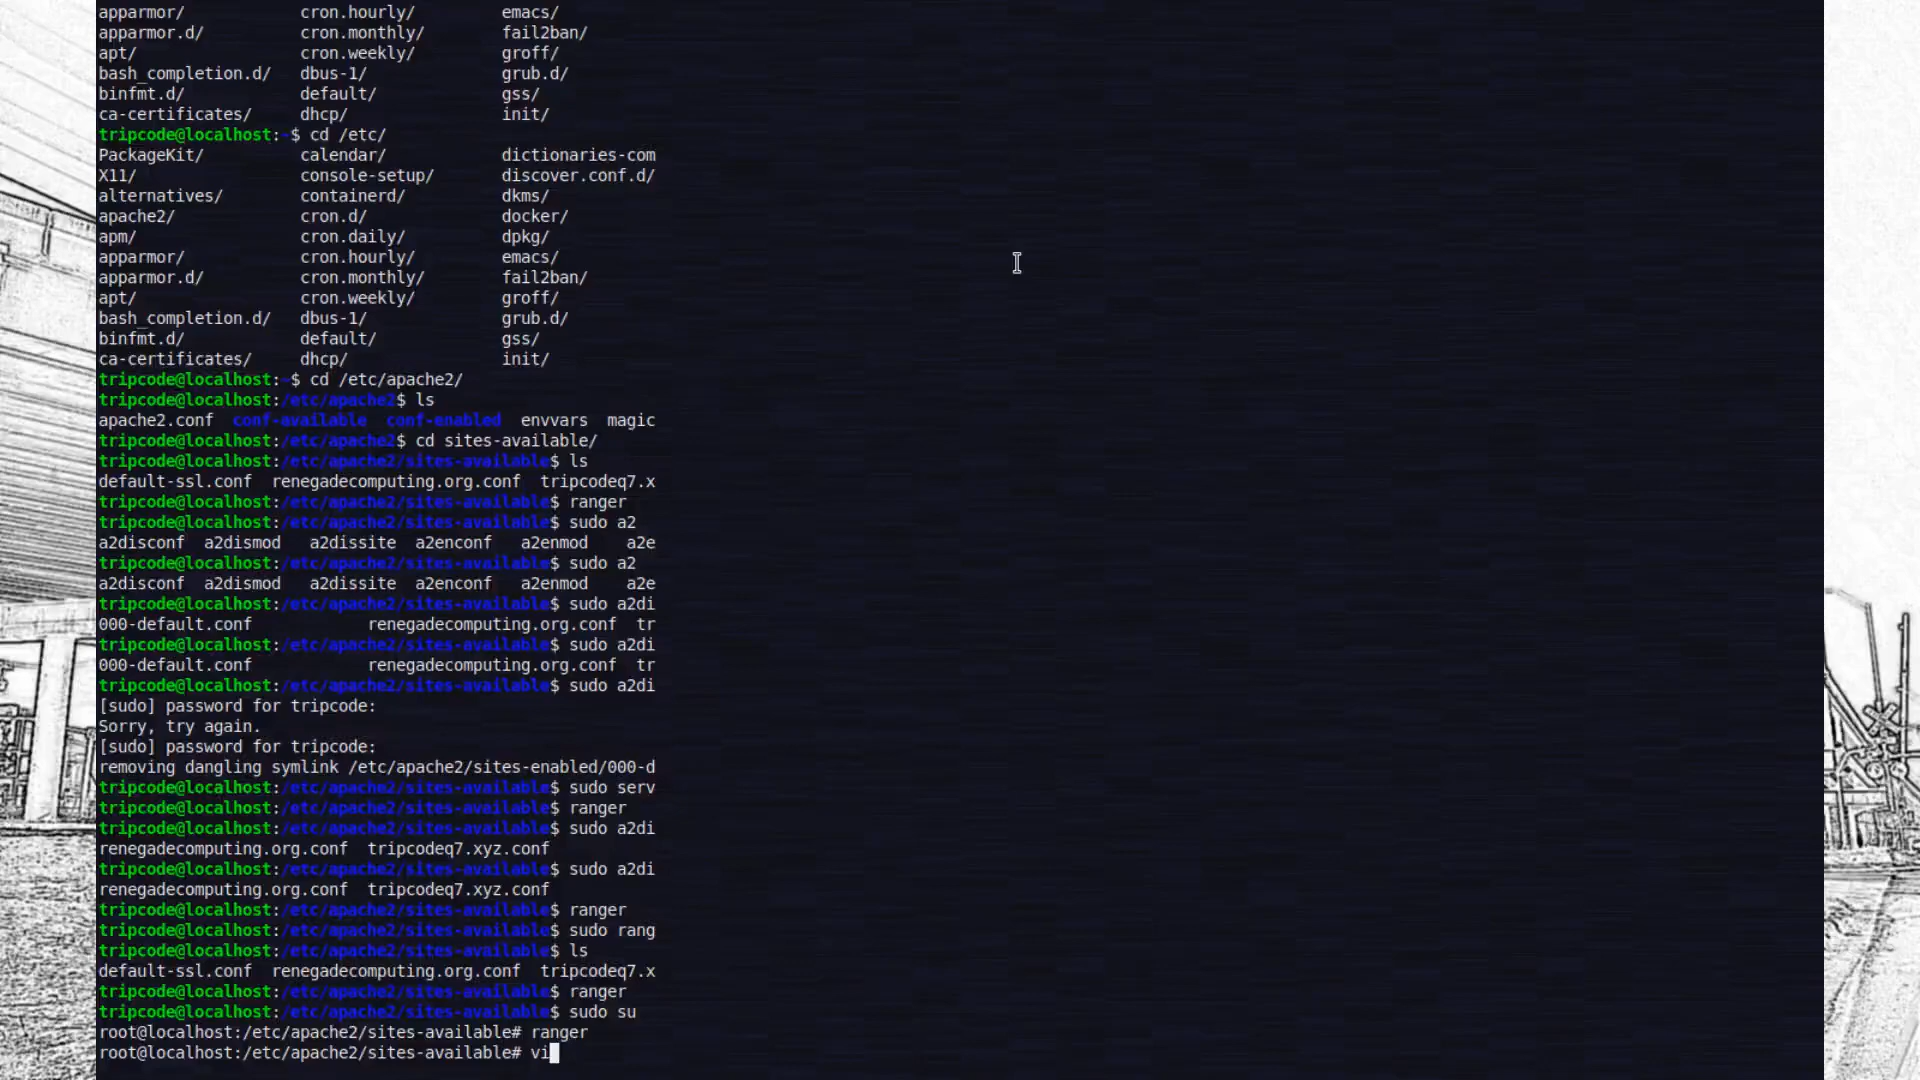 apparmor/ cron.hourly/ emacs/
apparmor.d/ cron.monthly/ fail2ban/
apt/ cron.weekly/ groff/
bash_completion.d/ dbus-1/ grub.d/
binfmt.d/ default/ gss/
ca-certificates/ dhcp/ init/
tripcode@localhost:~$ cd /etc/
PackageKit/ calendar/ dictionaries-com
X11/ console-setup/ discover.conf.d/
alternatives/ containerd/ dkms/
apache2/ cron.d/ docker/
apm/ cron.daily/ dpkg/
apparmor/ cron.hourly/ emacs/
apparmor.d/ cron.monthly/ fail2ban/
apt/ cron.weekly/ groff/
bash_completion.d/ dbus-1/ grub.d/
binfmt.d/ default/ gss/
ca-certificates/ dhcp/ init/
tripcode@localhost:~$ cd /etc/apache2/
tripcode@localhost:/etc/apache2$ ls
apache2.conf conf-available conf-enabled envvars magic
tripcode@localhost:/etc/apache2$ cd sites-available/
tripcode@localhost:/etc/apache2/sites-available$ ls
default-ssl.conf renegadecomputing.org.conf tripcodeq7.x
tripcode@localhost:/etc/apache2/sites-available$ ranger
tripcode@localhost:/etc/apache2/sites-available$ sudo a2
a2disconf a2dismod a2dissite a2enconf a2enmod a2e
tripcode@localhost:/etc/apache2/sites-available$ sudo a2
a2disconf a2dismod a2dissite a2enconf a2enmod a2e
tripcode@localhost:/etc/apache2/sites-available$ sudo a2di
000-default.conf renegadecomputing.org.conf tr
tripcode@localhost:/etc/apache2/sites-available$ sudo a2di
000-default.conf renegadecomputing.org.conf tr
tripcode@localhost:/etc/apache2/sites-available$ sudo a2di
[sudo] password for tripcode:
Sorry, try again.
[sudo] password for tripcode:
removing dangling symlink /etc/apache2/sites-enabled/000-d
tripcode@localhost:/etc/apache2/sites-available$ sudo serv
tripcode@localhost:/etc/apache2/sites-available$ ranger
tripcode@localhost:/etc/apache2/sites-available$ sudo a2di
renegadecomputing.org.conf tripcodeq7.xyz.conf
tripcode@localhost:/etc/apache2/sites-available$ sudo a2di
renegadecomputing.org.conf tripcodeq7.xyz.conf
tripcode@localhost:/etc/apache2/sites-available$ ranger
tripcode@localhost:/etc/apache2/sites-available$ sudo rang
tripcode@localhost:/etc/apache2/sites-available$ ls
default-ssl.conf renegadecomputing.org.conf tripcodeq7.x
tripcode@localhost:/etc/apache2/sites-available$ ranger
tripcode@localhost:/etc/apache2/sites-available$ sudo su
root@localhost:/etc/apache2/sites-available# ranger
root@localhost:/etc/apache2/sites-available# vi